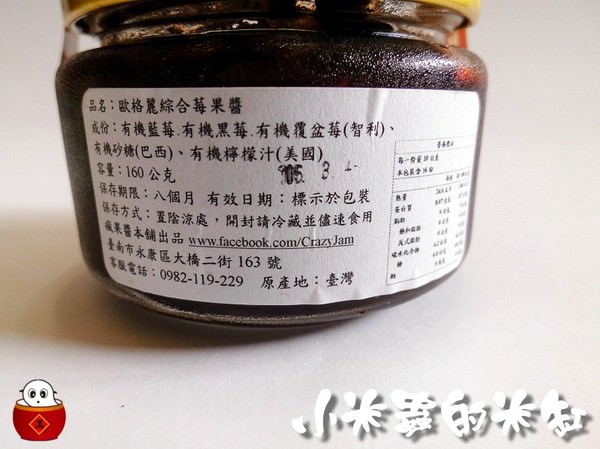 品名：歐格麗綜合莓果醬
成份：有機藍莓.有機黑莓.有機覆盆莓(智利)、
有機砂糖(巴西)、有機檸檬汁(美國)
容量：160 公克
105. 3.
保存期限：八個月 有效日期：標示於包裝
保存方式：置陰涼處，開封請冷藏並儘速食用
瘋果醬本舖出品 www.facebook.com/CrazyJam
臺南市永康區大橋二街 163 號
客服電話：0982-119-229 原產地：臺灣
營養標示
每一份量 10 公克
本包裝含 16 份
熱量
蛋白質
脂肪
飽和脂肪
反式脂肪
碳水化合物
糖
鈉
小米蟲的米缸